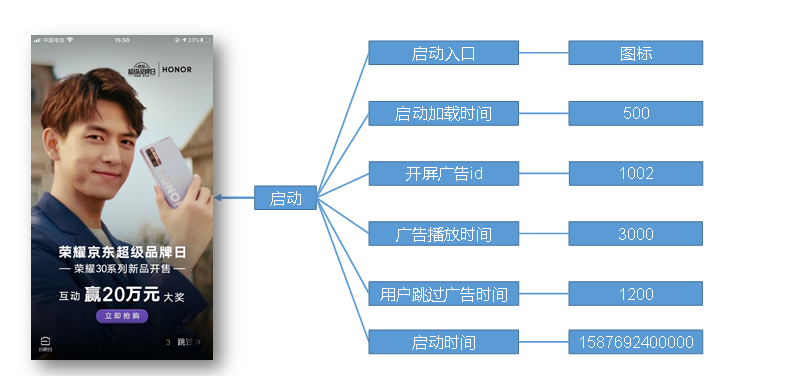 中国电信 15:50 23%
超级品牌日 HONOR
HONOR
荣耀京东超级品牌日
荣耀30系列新品开售
互动 赢20万元 大奖
立即抢购
扫啊扫
3 跳过
启动
启动入口 图标
启动加载时间 500
开屏广告id 1002
广告播放时间 3000
用户跳过广告时间 1200
启动时间 1587692400000